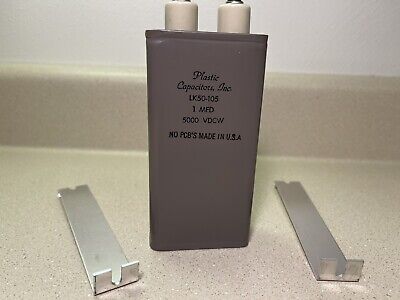 Plastic
Capacitors, Inc.
LK50-105
1 MFD
5000 VDCW
NO PCB'S MADE IN U.S.A